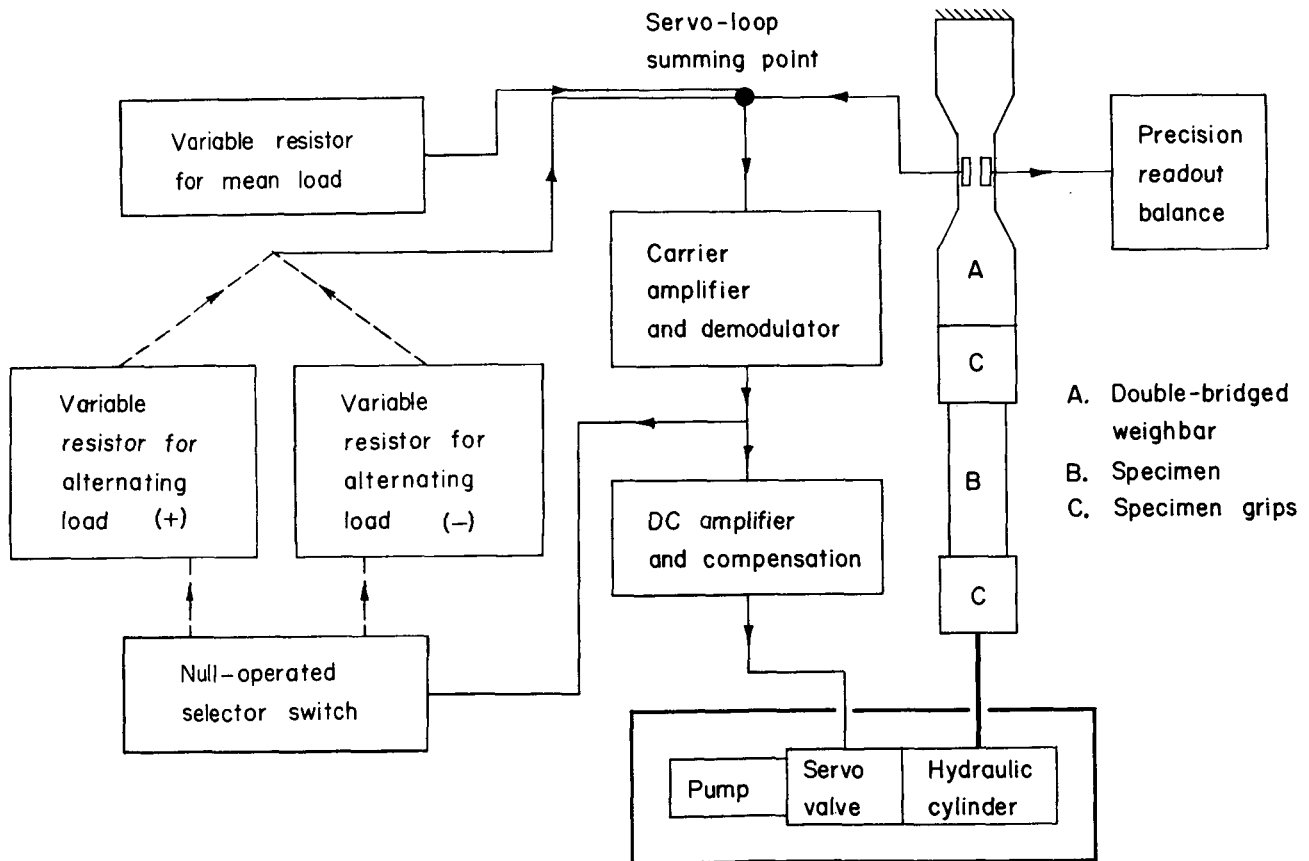 Servo-loop
summing point
Variable resistor
for mean load
Precision
readout
balance
Carrier
amplifier
and demodulator
A
C
Variable
resistor for
alternating
load (+)
Variable
resistor for
alternating
load (−)
A. Double-bridged
weighbar
B. Specimen
C. Specimen grips
B
DC amplifier
and compensation
C
Null-operated
selector switch
Pump
Servo
valve
Hydraulic
cylinder